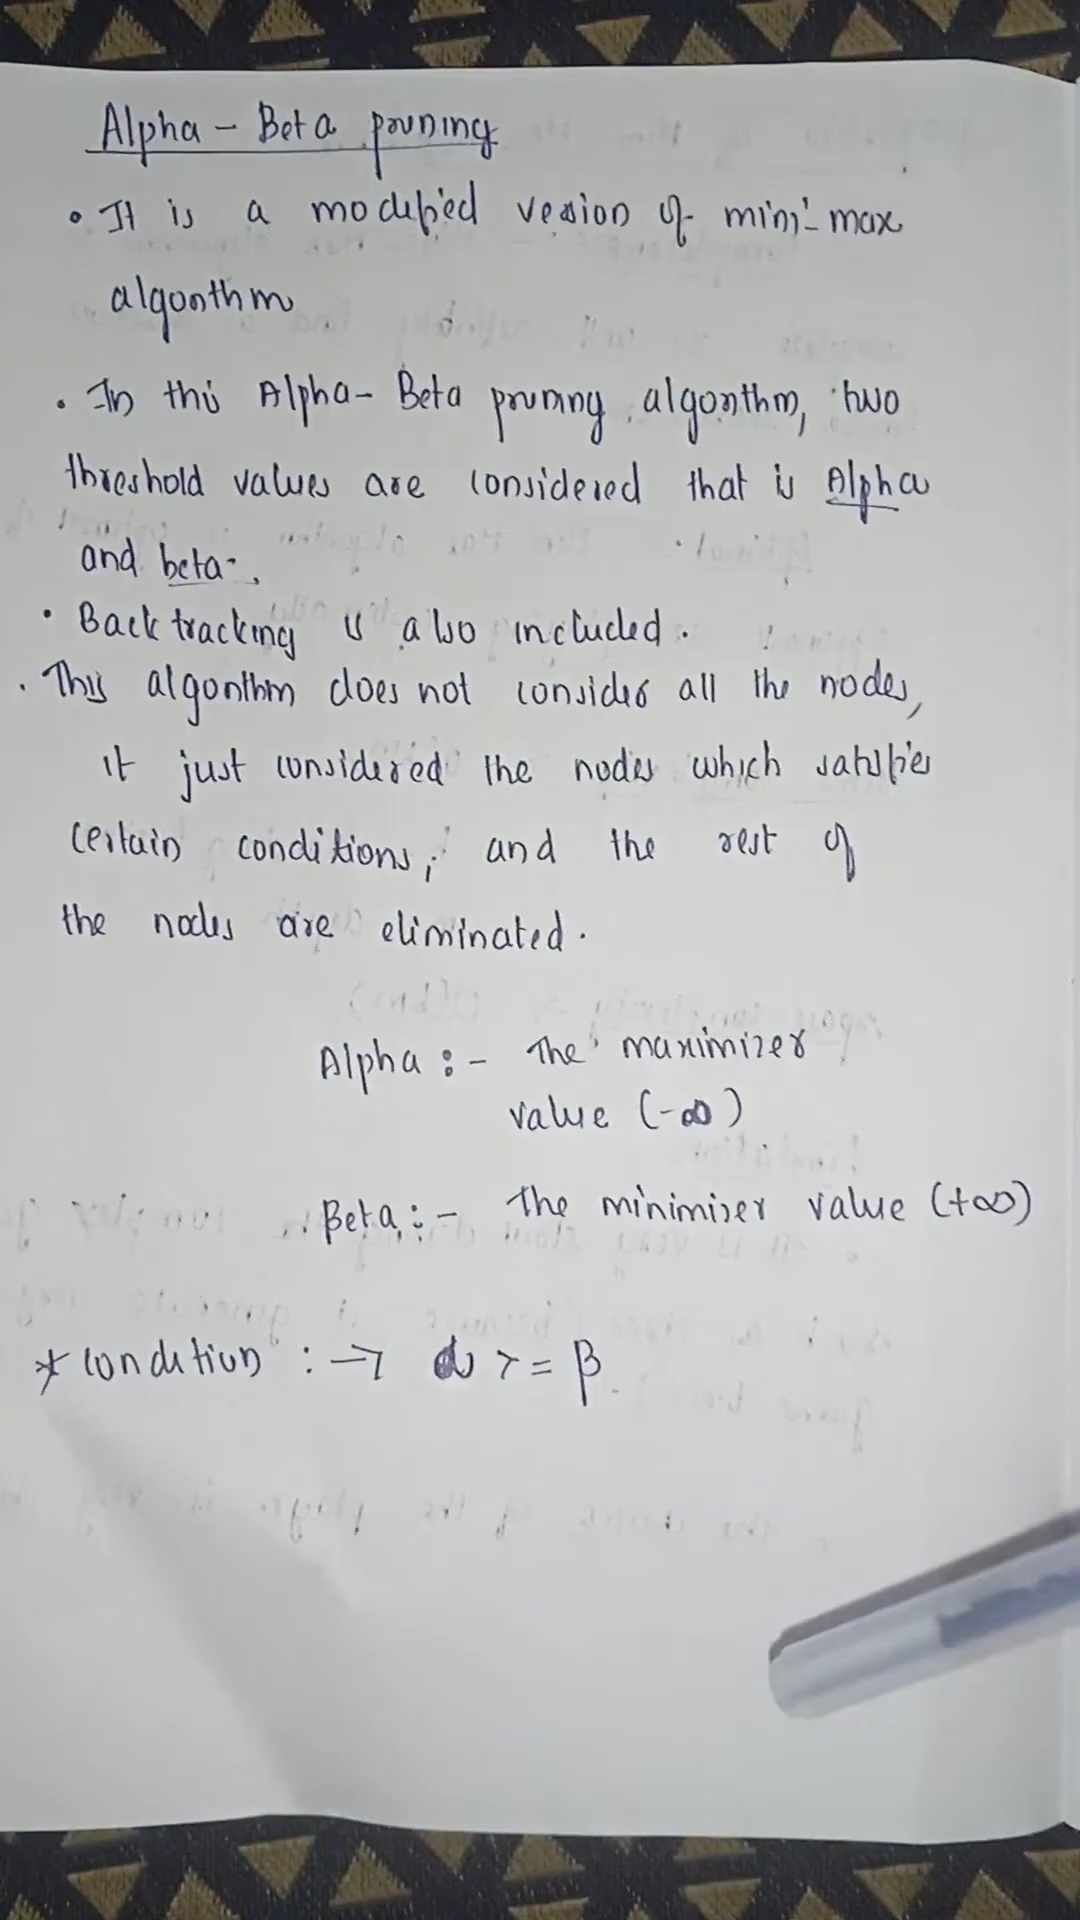 Alpha - Beta pruning
• It is a modified vesion of mini-max
algorithm
• In this Alpha- Beta pruning algorithm, two
threshold values are considered that is Alpha
and beta.
• Back tracking is also included.
• This algorithm does not consider all the nodes,
it just considered the nodes which satisfies
certain conditions, and the rest of
the nodes are eliminated.
Alpha :- The maximizer
value (-∞)
Beta :- The minimizer value (+∞)
* condition : → α >= β